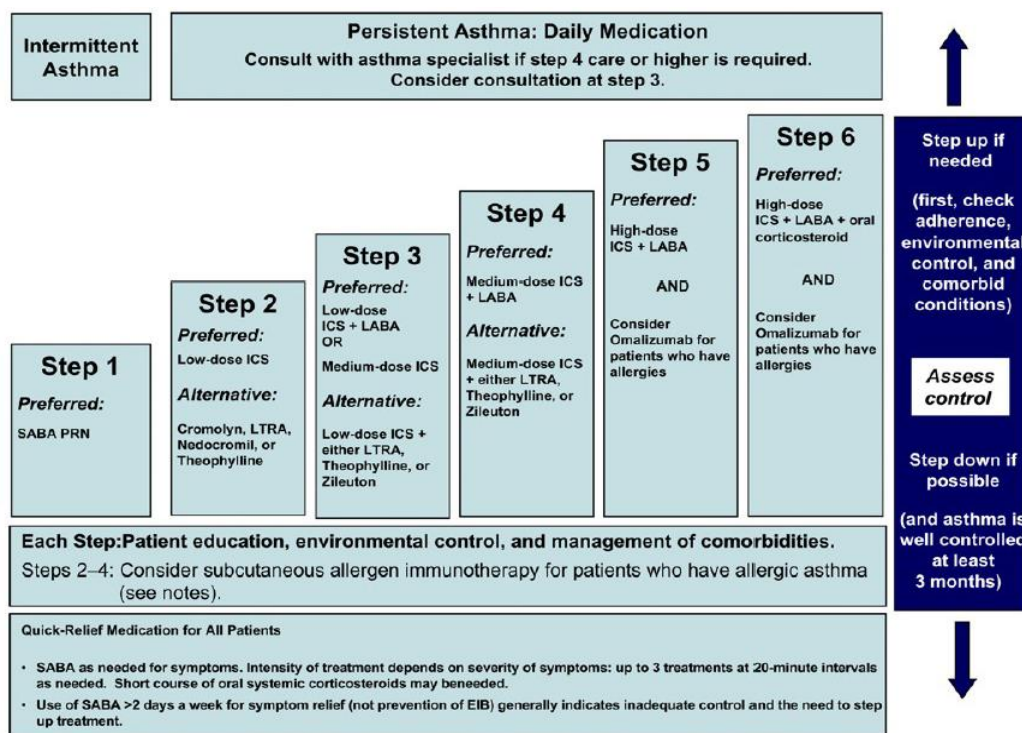 Intermittent
Asthma
Persistent Asthma: Daily Medication
Consult with asthma specialist if step 4 care or higher is required.
Consider consultation at step 3.
Step 1
Preferred:
SABA PRN
Step 2
Preferred:
Low-dose ICS
Alternative:
Cromolyn, LTRA,
Nedocromil, or
Theophylline
Step 3
Preferred:
Low-dose
ICS + LABA
OR
Medium-dose ICS
Alternative:
Low-dose ICS +
either LTRA,
Theophylline, or
Zileuton
Step 4
Preferred:
Medium-dose ICS
+ LABA
Alternative:
Medium-dose ICS
+ either LTRA,
Theophylline, or
Zileuton
Step 5
Preferred:
High-dose
ICS + LABA
AND
Consider
Omalizumab for
patients who have
allergies
Step 6
Preferred:
High-dose
ICS + LABA + oral
corticosteroid
AND
Consider
Omalizumab for
patients who have
allergies
Step up if
needed
(first, check
adherence,
environmental
control, and
comorbid
conditions)
Assess
control
Step down if
possible
(and asthma is
well controlled
at least
3 months)
Each Step:Patient education, environmental control, and management of comorbidities.
Steps 2–4: Consider subcutaneous allergen immunotherapy for patients who have allergic asthma
(see notes).
Quick-Relief Medication for All Patients
• SABA as needed for symptoms. Intensity of treatment depends on severity of symptoms: up to 3 treatments at 20-minute intervals
as needed. Short course of oral systemic corticosteroids may beneeded.
• Use of SABA >2 days a week for symptom relief (not prevention of EIB) generally indicates inadequate control and the need to step
up treatment.